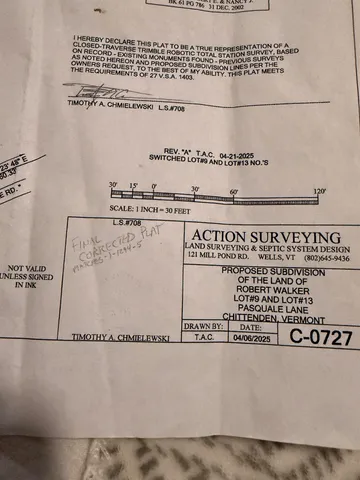 BK 61 PG 786   31 DEC. 2002
I HEREBY DECLARE THIS PLAT TO BE A TRUE REPRESENTATION OF A
CLOSED-TRAVERSE TRIMBLE ROBOTIC TOTAL STATION SURVEY, BASED
ON RECORD - EXISTING MONUMENTS FOUND - PREVIOUS SURVEYS
AS NOTED HEREON AND PROPOSED SUBDIVISION LINES PER THE
OWNERS REQUEST, TO THE BEST OF MY ABILITY. THIS PLAT MEETS
THE REQUIREMENTS OF 27 V.S.A. 1403.
TIMOTHY A. CHMIELEWSKI   L.S.#708
REV. "A" T.A.C. 04-21-2025
SWITCHED LOT#9 AND LOT#13 NO.'S
E RD."
30' 15' 0' 30' 60' 120'
SCALE: 1 INCH = 30 FEET
L.S.#708
FINAL
CORRECTED PLAT
NOT VALID
UNLESS SIGNED
IN INK
TIMOTHY A. CHMIELEWSKI
ACTION SURVEYING
LAND SURVEYING & SEPTIC SYSTEM DESIGN
121 MILL POND RD. WELLS, VT (802)645-9436
PROPOSED SUBDIVISION
OF THE LAND OF
ROBERT WALKER
LOT#9 AND LOT#13
PASQUALE LANE
CHITTENDEN, VERMONT
DRAWN BY: DATE:
T.A.C. 04/06/2025 C-0727